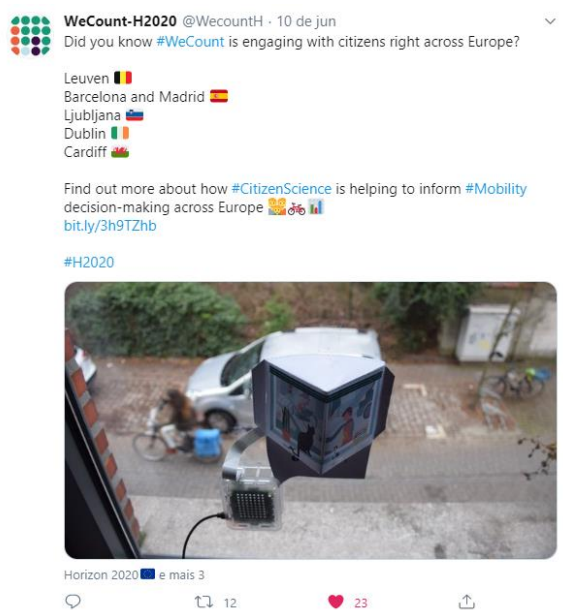 WeCount-H2020 @WecountH · 10 de jun
Did you know #WeCount is engaging with citizens right across Europe?
Leuven 🇧🇪
Barcelona and Madrid 🇪🇸
Ljubljana 🇸🇮
Dublin 🇮🇪
Cardiff 🏴󠁧󠁢󠁷󠁬󠁳󠁿
Find out more about how #CitizenScience is helping to inform #Mobility
decision-making across Europe 👫🚲📊
bit.ly/3h9TZhb
#H2020
Horizon 2020🇪🇺 e mais 3
12
23